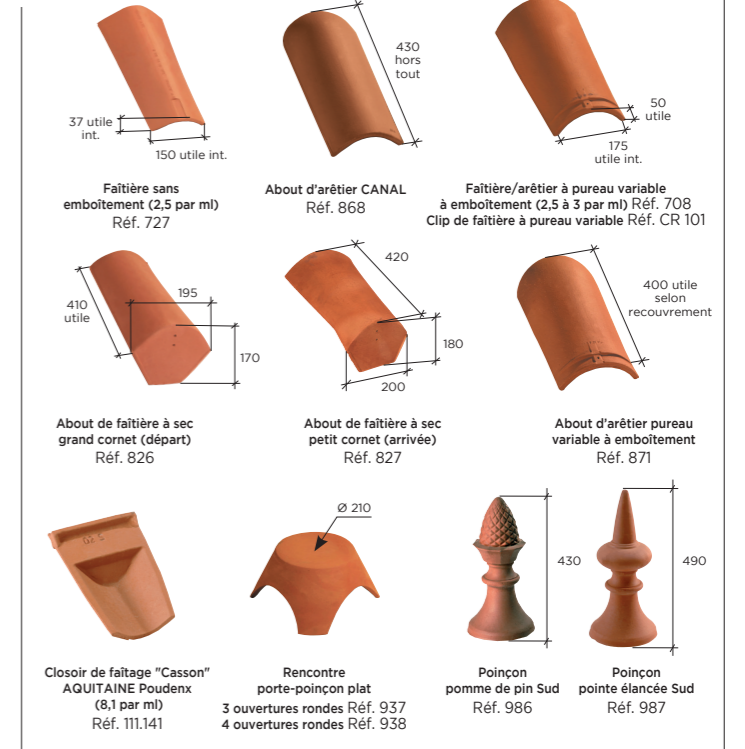 37 utile
int.
150 utile int.
Faîtière sans
emboîtement (2,5 par ml)
Réf. 727
430
hors
tout
About d'arêtier CANAL
Réf. 868
50
utile
175
utile int.
Faîtière/arêtier à pureau variable
à emboîtement (2,5 à 3 par ml) Réf. 708
Clip de faîtière à pureau variable Réf. CR 101
410
utile
195
170
About de faîtière à sec
grand cornet (départ)
Réf. 826
420
180
200
About de faîtière à sec
petit cornet (arrivée)
Réf. 827
400 utile
selon
recouvrement
About d'arêtier pureau
variable à emboîtement
Réf. 871
Closoir de faîtage "Casson"
AQUITAINE Poudenx
(8,1 par ml)
Réf. 111.141
Ø 210
Rencontre
porte-poinçon plat
3 ouvertures rondes Réf. 937
4 ouvertures rondes Réf. 938
430
Poinçon
pomme de pin Sud
Réf. 986
490
Poinçon
pointe élancée Sud
Réf. 987